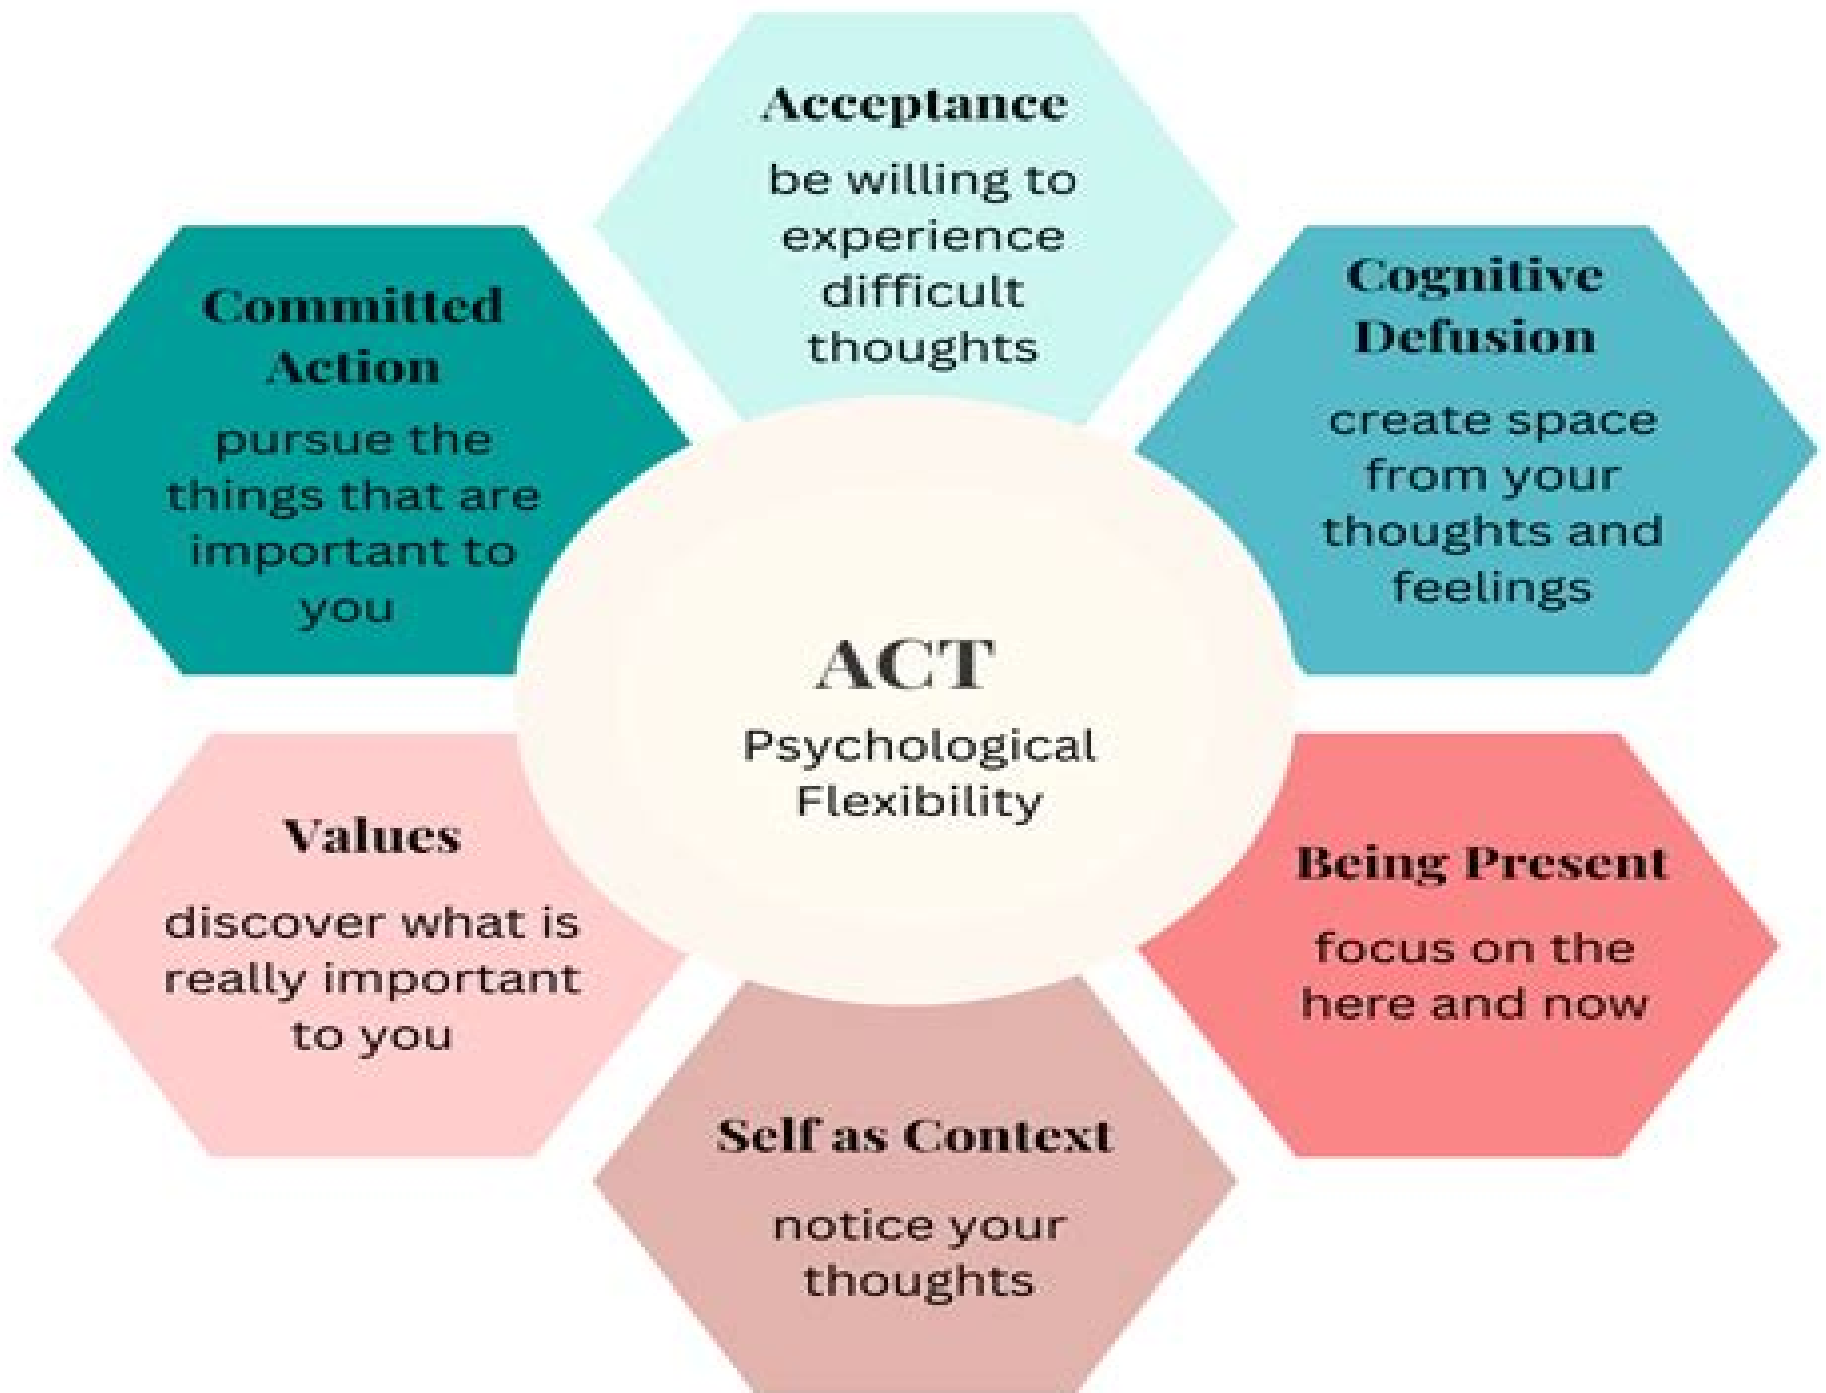 Acceptance
be willing to
experience
difficult
thoughts
Committed
Action
pursue the
things that are
important to
you
Cognitive
Defusion
create space
from your
thoughts and
feelings
ACT
Psychological
Flexibility
Values
discover what is
really important
to you
Being Present
focus on the
here and now
Self as Context
notice your
thoughts